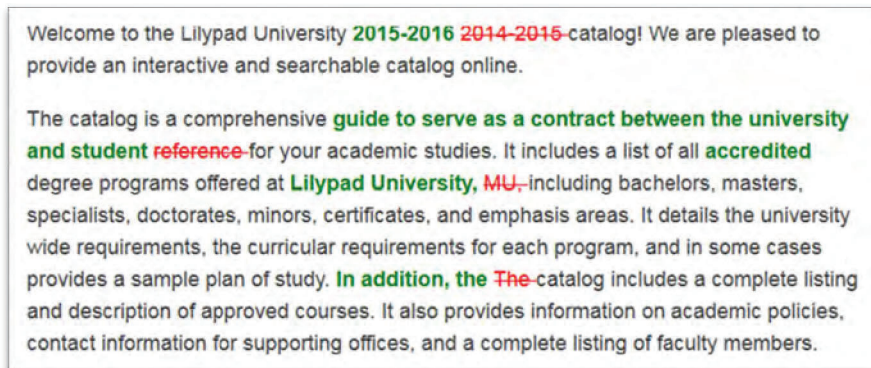 Welcome to the Lilypad University 2015-2016 2014-2015 catalog! We are pleased to
provide an interactive and searchable catalog online.
The catalog is a comprehensive guide to serve as a contract between the university
and student reference for your academic studies. It includes a list of all accredited
degree programs offered at Lilypad University, MU, including bachelors, masters,
specialists, doctorates, minors, certificates, and emphasis areas. It details the university
wide requirements, the curricular requirements for each program, and in some cases
provides a sample plan of study. In addition, the The catalog includes a complete listing
and description of approved courses. It also provides information on academic policies,
contact information for supporting offices, and a complete listing of faculty members.